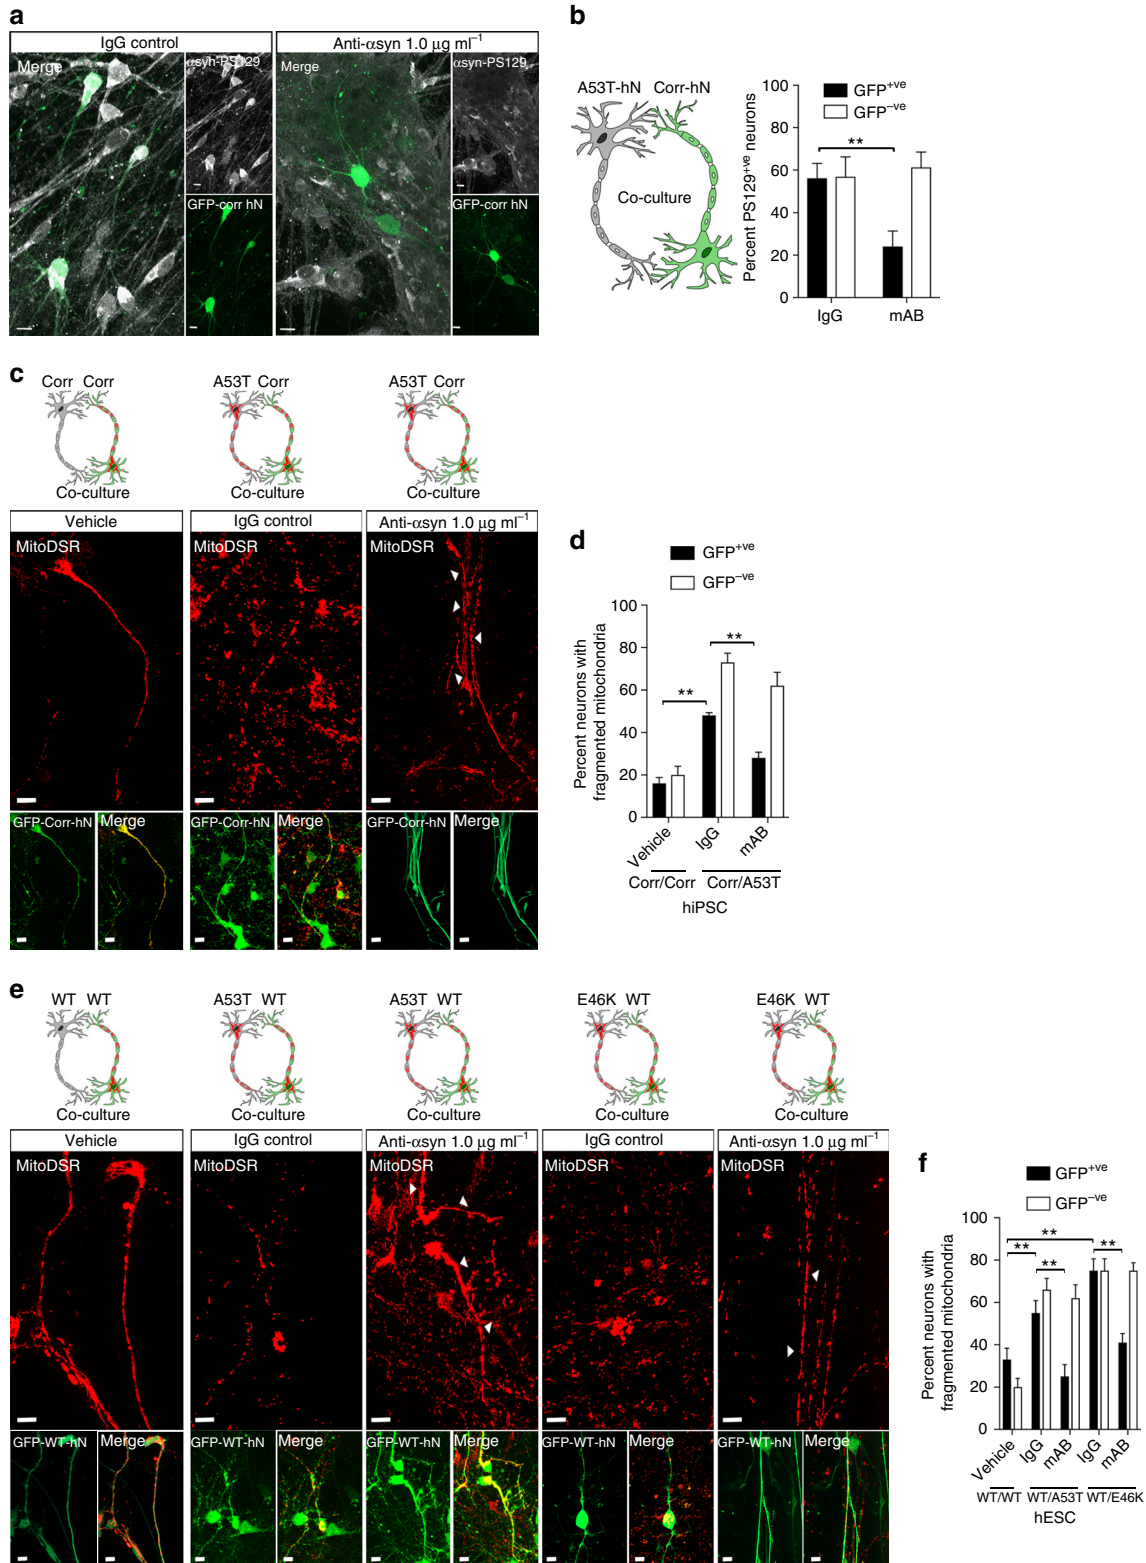 a
IgG control
Anti-αsyn 1.0 μg ml⁻¹
Merge
αsyh-PS129
Merge
αsyn-PS129
GFP-corr hN
GFP-corr hN
b
A53T-hN Corr-hN
Co-culture
GFP⁺ᵛᵉ
GFP⁻ᵛᵉ
Percent PS129⁺ᵛᵉ neurons
100
80
60
40
20
0
**
IgG mAB
c
Corr Corr
A53T Corr
A53T Corr
Co-culture
Co-culture
Co-culture
Vehicle
IgG control
Anti-αsyn 1.0 μg ml⁻¹
MitoDSR
MitoDSR
MitoDSR
GFP-Corr-hN
Merge
GFP-Corr-hN
Merge
GFP-Corr-hN
Merge
d
GFP⁺ᵛᵉ
GFP⁻ᵛᵉ
Percent neurons with
fragmented mitochondria
100
80
60
40
20
0
**
**
Vehicle
IgG
mAB
Corr/Corr Corr/A53T
hiPSC
e
WT WT
A53T WT
A53T WT
E46K WT
E46K WT
Co-culture
Co-culture
Co-culture
Co-culture
Co-culture
Vehicle
IgG control
Anti-αsyn 1.0 μg ml⁻¹
IgG control
Anti-αsyn 1.0 μg ml⁻¹
MitoDSR
MitoDSR
MitoDSR
MitoDSR
MitoDSR
GFP-WT-hN
Merge
GFP-WT-hN
Merge
GFP-WT-hN
Merge
GFP-WT-hN
Merge
GFP-WT-hN
Merge
f
GFP⁺ᵛᵉ
GFP⁻ᵛᵉ
Percent neurons with
fragmented mitochondria
100
80
60
40
20
0
**
**
**
**
Vehicle
IgG
mAB
IgG
mAB
WT/WT WT/A53T WT/E46K
hESC